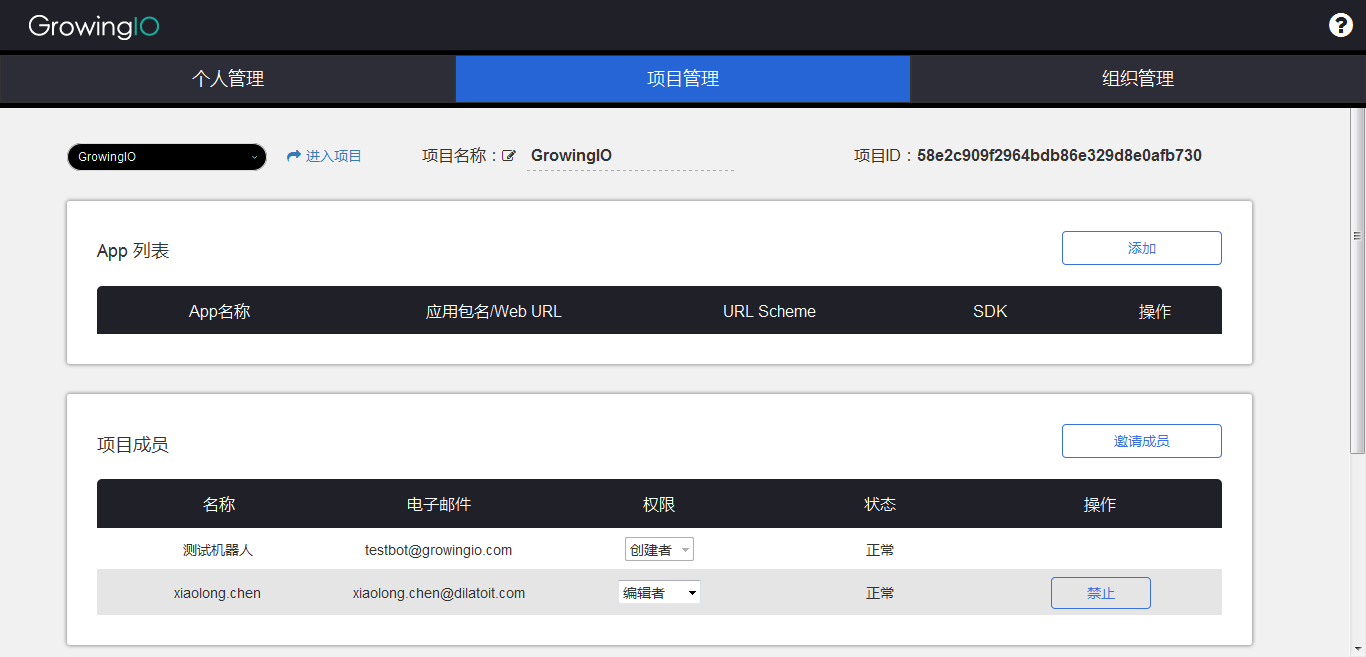 GrowingIO
?
个人管理 项目管理 组织管理
GrowingIO 进入项目 项目名称： GrowingIO 项目ID：58e2c909f2964bdb86e329d8e0afb730
App 列表 添加
App名称 应用包名/Web URL URL Scheme SDK 操作
项目成员 邀请成员
名称 电子邮件 权限 状态 操作
测试机器人 testbot@growingio.com 创建者 正常
xiaolong.chen xiaolong.chen@dilatoit.com 编辑者 正常 禁止